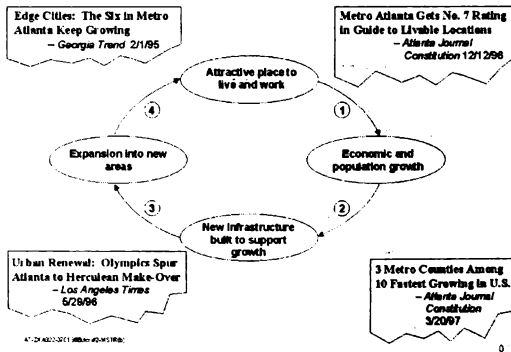 Edge Cities: The Six in Metro
Atlanta Keep Growing
– Georgia Trend 2/1/95
Metro Atlanta Gets No. 7 Rating
in Guide to Livable Locations
– Atlanta Journal
Constitution 12/12/96
Attractive place to
live and work
4
1
Expansion into new
areas
Economic and
population growth
3
2
New infrastructure
built to support
growth
Urban Renewal: Olympics Spur
Atlanta to Herculean Make-Over
– Los Angeles Times
3 Metro Counties Among
10 Fastest Growing in U.S.
– Atlanta Journal
Constitution
3/20/97